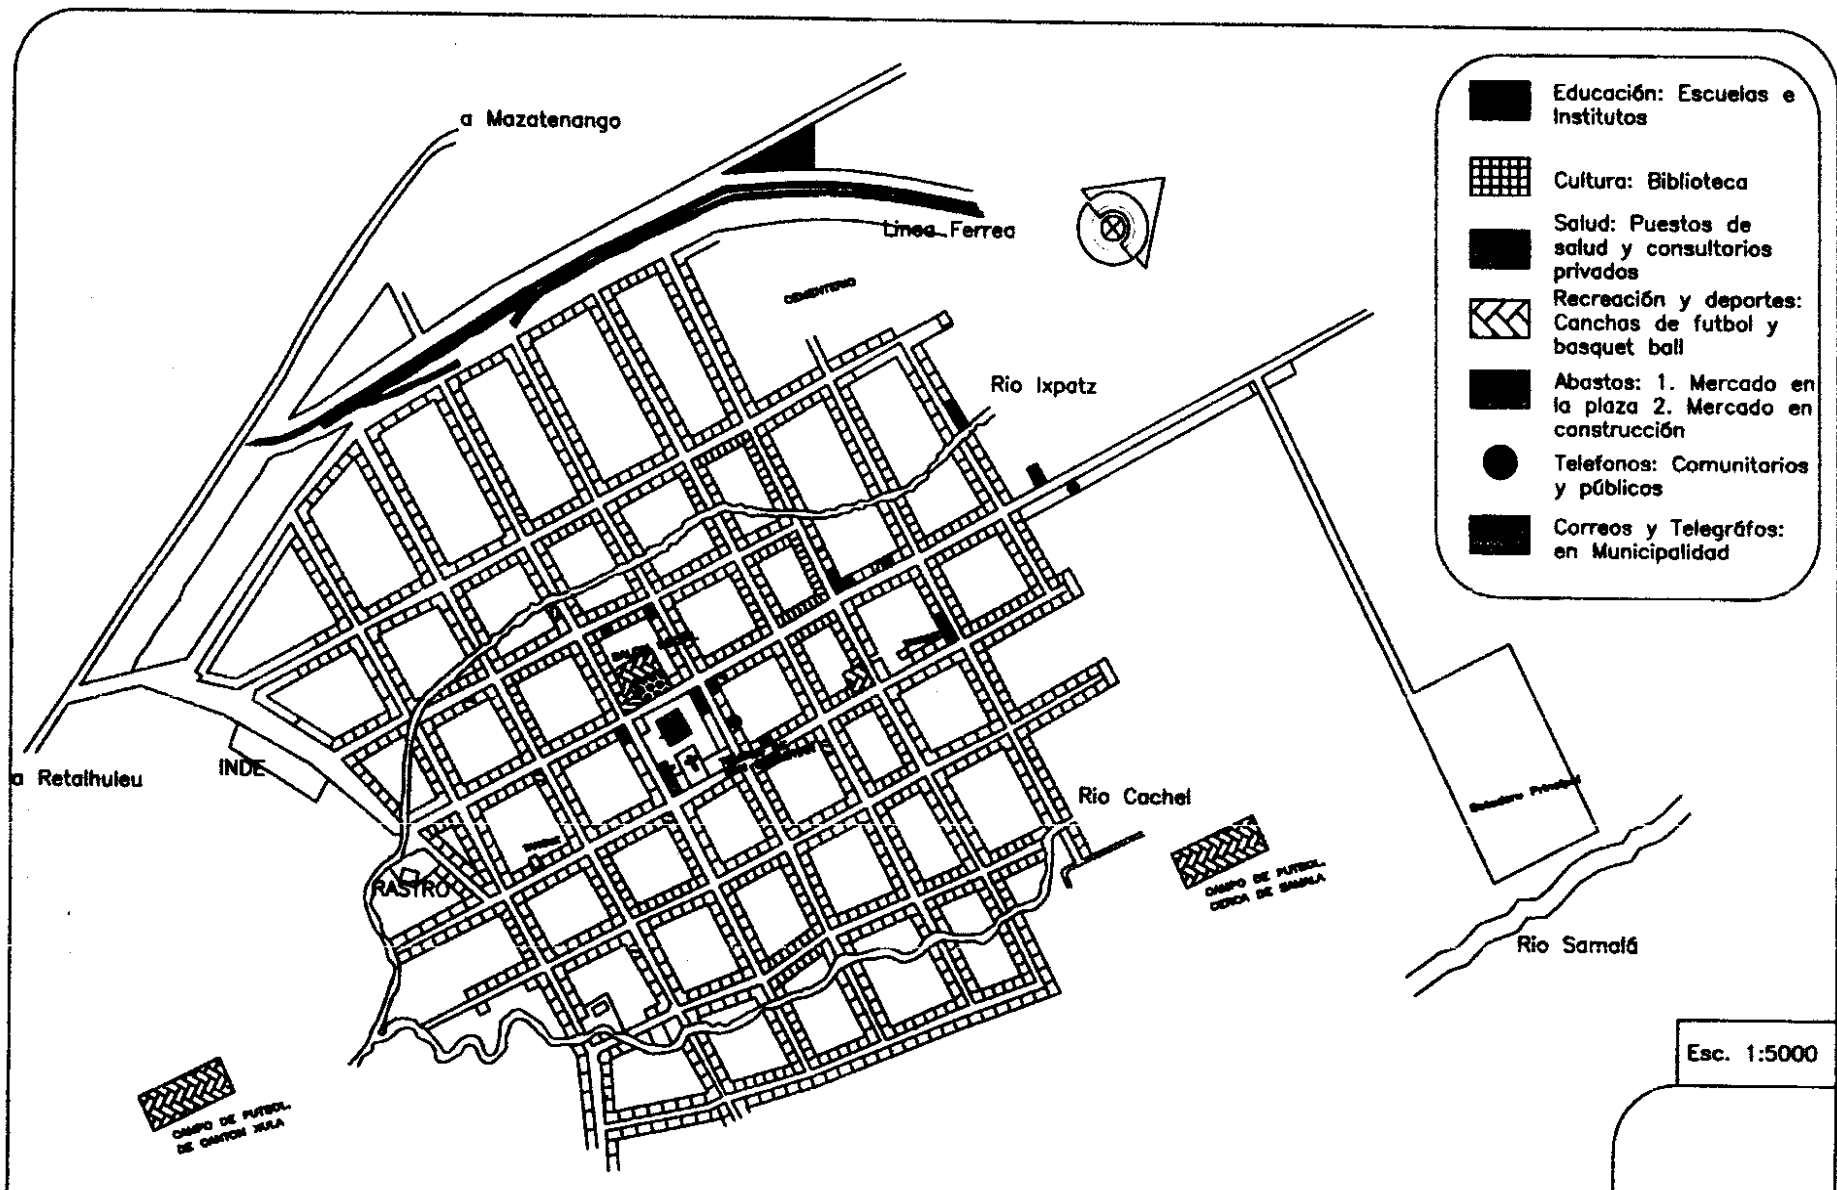 a Mazatenango
Linea Ferrea
CEMENTERIO
Rio Ixpatz
a Retalhuleu
INDE
RASTRO
Rio Cachel
CAMPO DE FUTBOL.
CERCA DE SAMALA
Rio Samalá
CAMPO DE FUTBOL.
DE CANTON XULA
Educación: Escuelas e
Institutos
Cultura: Biblioteca
Salud: Puestos de
salud y consultorios
privados
Recreación y deportes:
Canchas de futbol y
basquet ball
Abastos: 1. Mercado en
la plaza 2. Mercado en
construcción
Telefonos: Comunitarios
y públicos
Correos y Telegráfos:
en Municipalidad
Esc. 1:5000